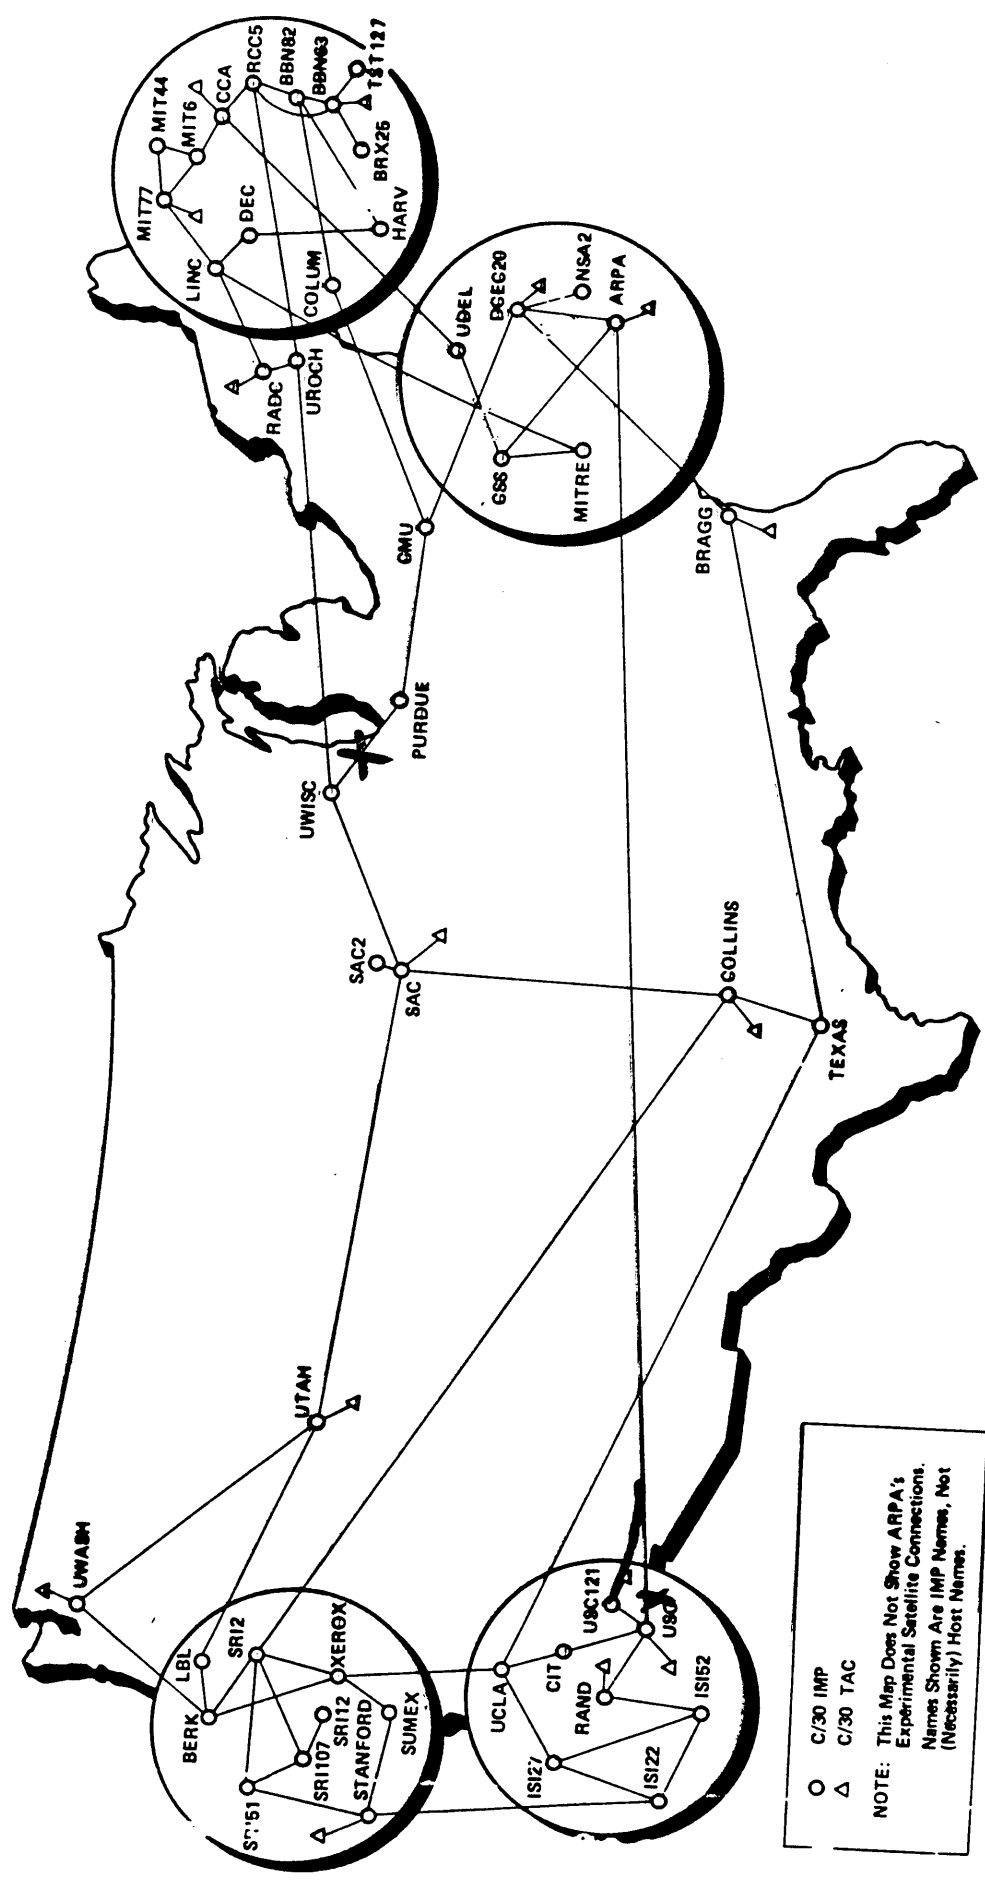 UWASH
LBL
BERK
SRI2
XEROX
SRI12
SRI107
STANFORD
SUMEX
UTAH
UCLA
CIT
USC121
RAND
ISI52
ISI27
ISI22
SAC2
SAC
COLLINS
TEXAS
UWISC
PURDUE
CMU
BRAGG
RADC
UROCH
MIT44
MIT6
MIT77
CCA
RCC5
BBN82
BBN63
TST127
BRX25
DEC
HARV
LINC
COLUM
UDEL
DCEC20
NSA2
ARPA
GSS
MITRE
C/30 IMP
C/30 TAC
NOTE: This Map Does Not Show ARPA's
Experimental Satellite Connections.
Names Shown Are IMP Names, Not
(Necessarily) Host Names.